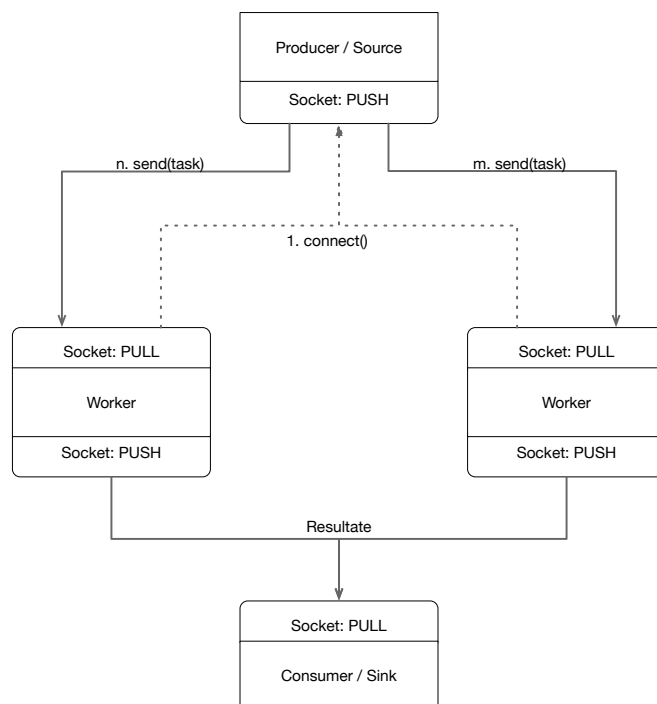 Producer / Source
Socket: PUSH
n. send(task)
m. send(task)
1. connect()
Socket: PULL
Socket: PULL
Worker
Worker
Socket: PUSH
Socket: PUSH
Resultate
Socket: PULL
Consumer / Sink